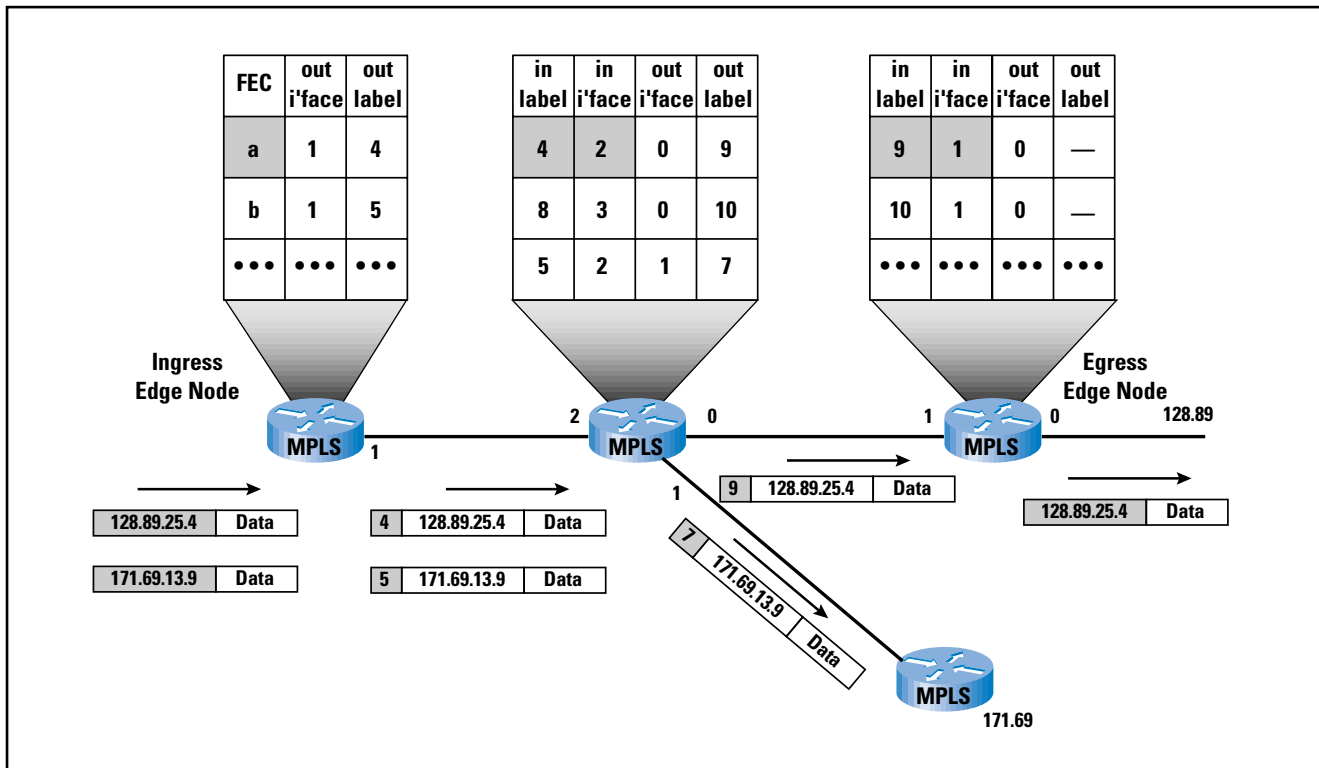 FEC out i'face out label
a 1 4
b 1 5
••• ••• •••
in label in i'face out i'face out label
4 2 0 9
8 3 0 10
5 2 1 7
in label in i'face out i'face out label
9 1 0 —
10 1 0 —
••• ••• ••• •••
Ingress
Edge Node
Egress
Edge Node
MPLS
1
2
MPLS
0
1
1
MPLS
0
128.89
128.89.25.4 Data
171.69.13.9 Data
4 128.89.25.4 Data
5 171.69.13.9 Data
9 128.89.25.4 Data
128.89.25.4 Data
7 171.69.13.9 Data
MPLS
171.69